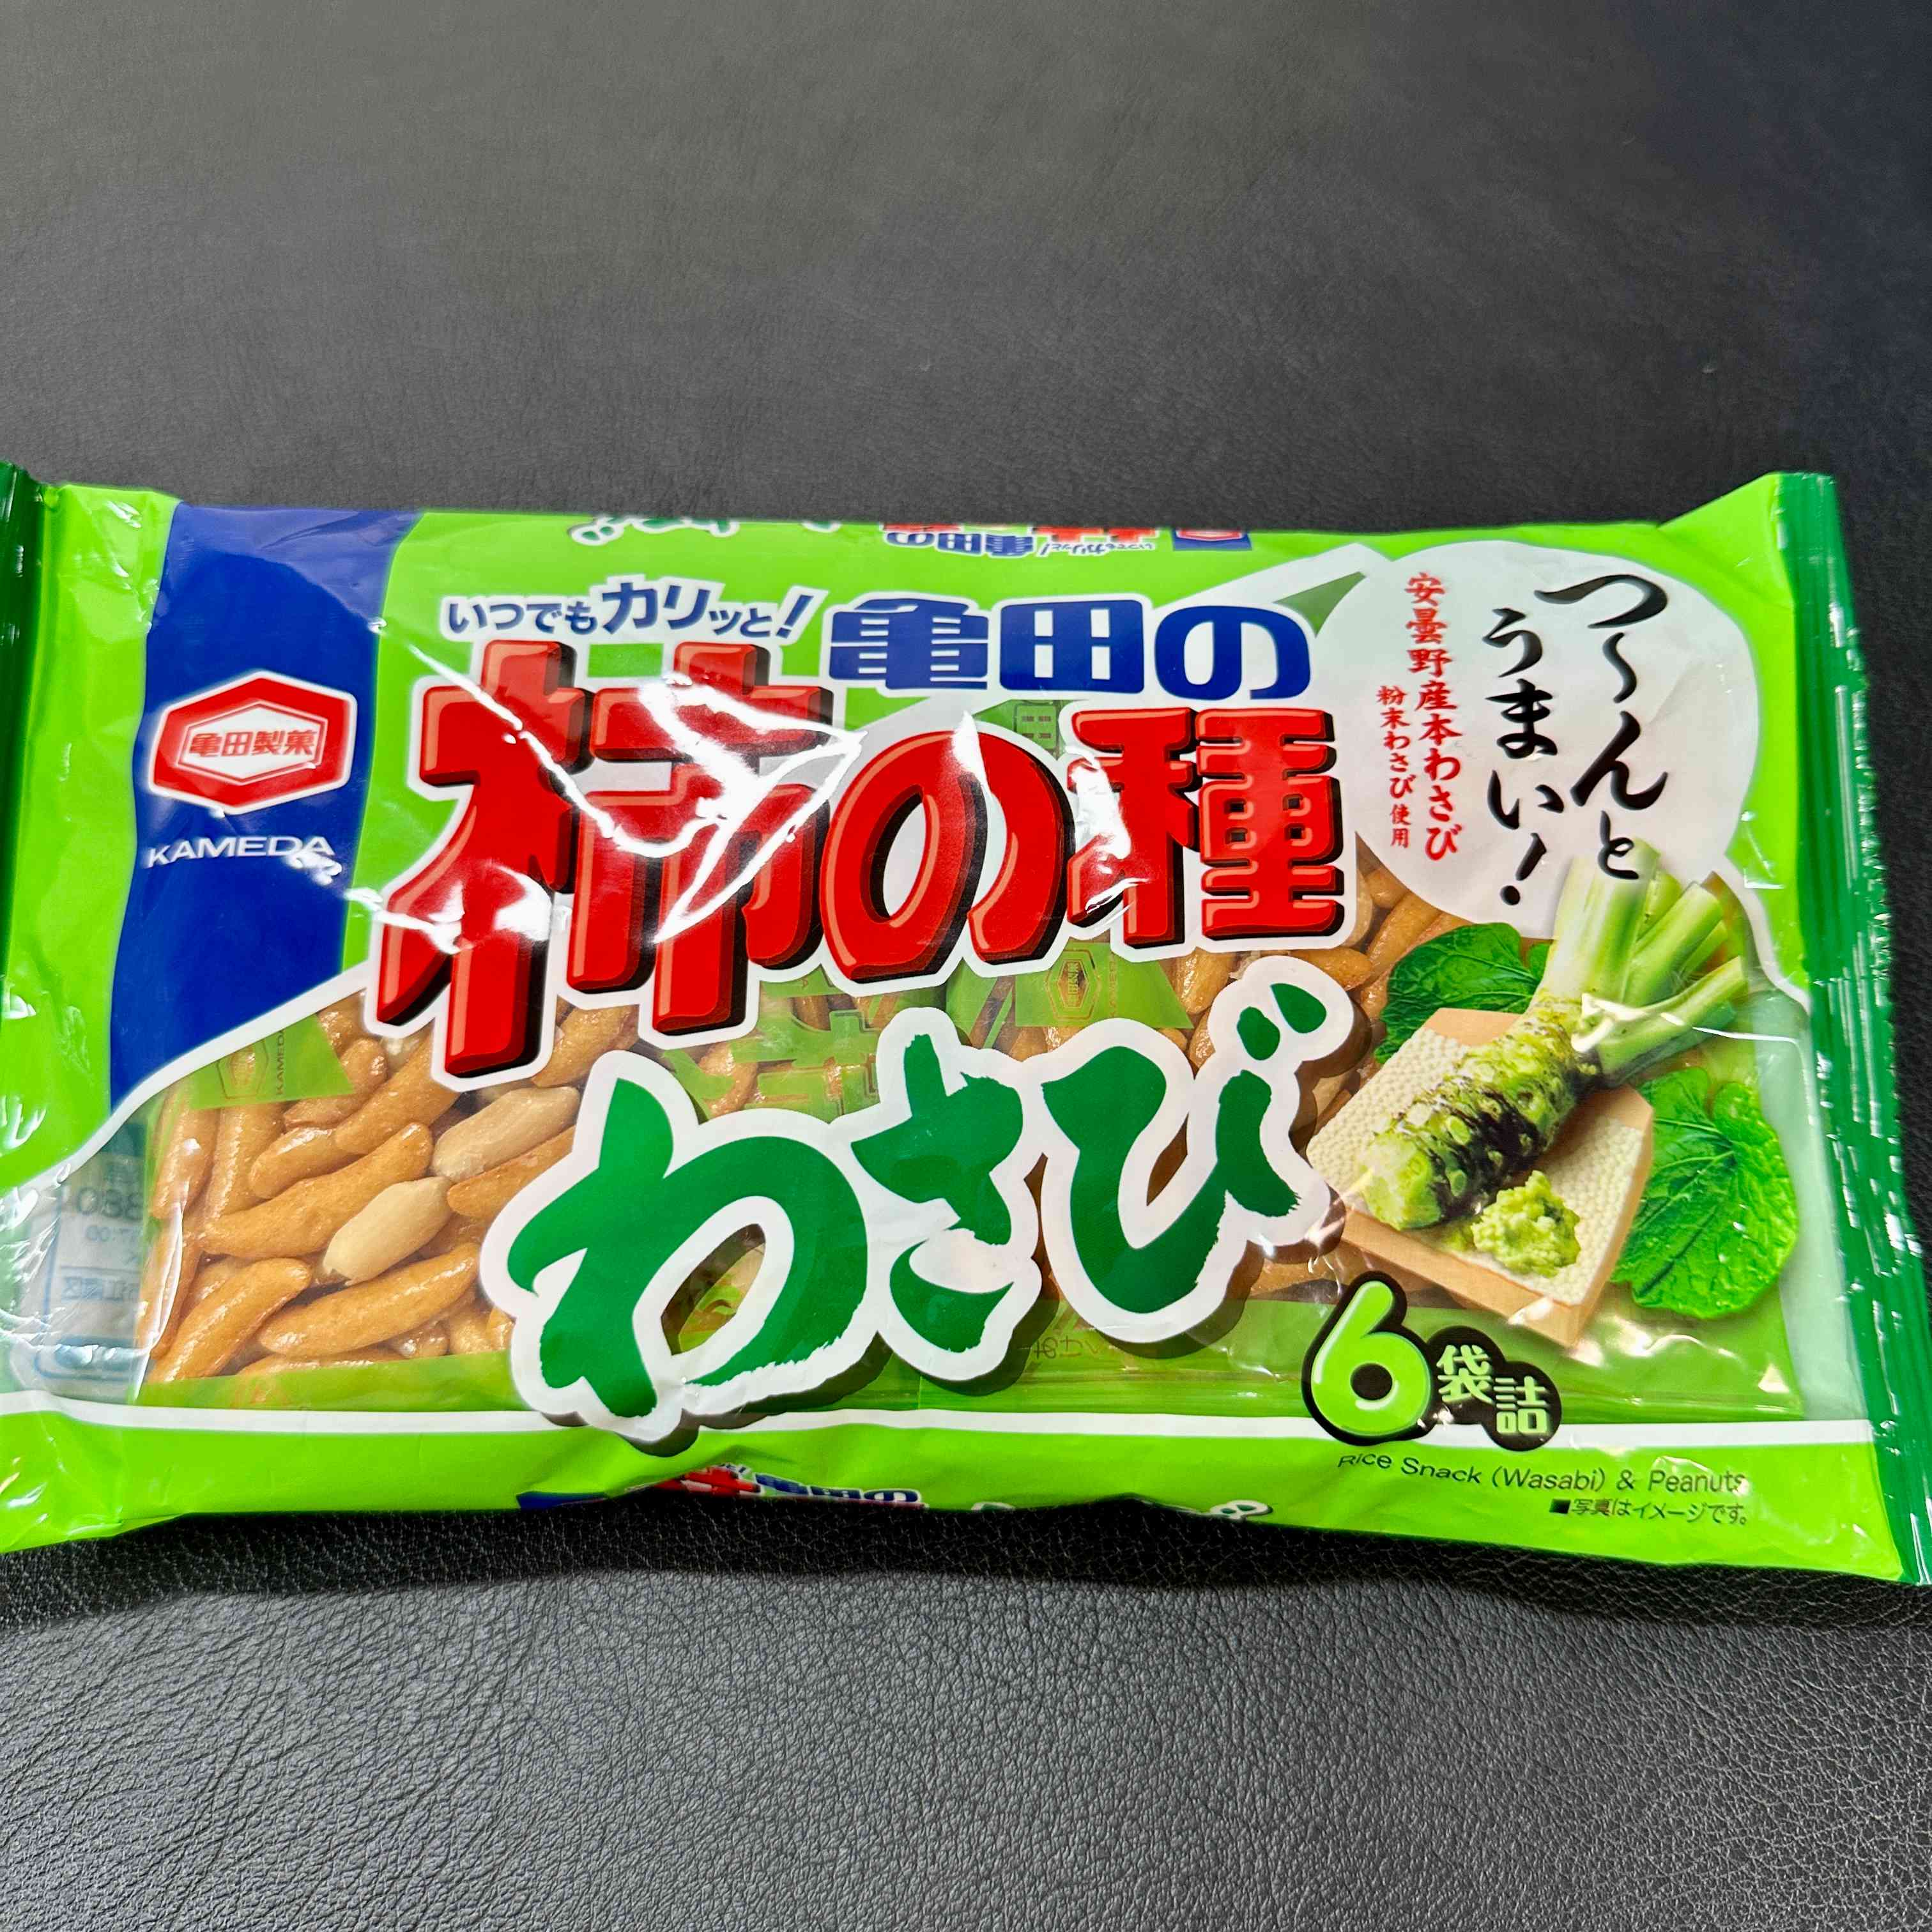 亀田製菓
KAMEDA
いつでもカリッと!
亀田の
柿の種
わさび
つ〜んと
うまい!
安曇野産本わさび
粉末わさび使用
6袋詰
Rice Snack (Wasabi) & Peanuts
■写真はイメージです。